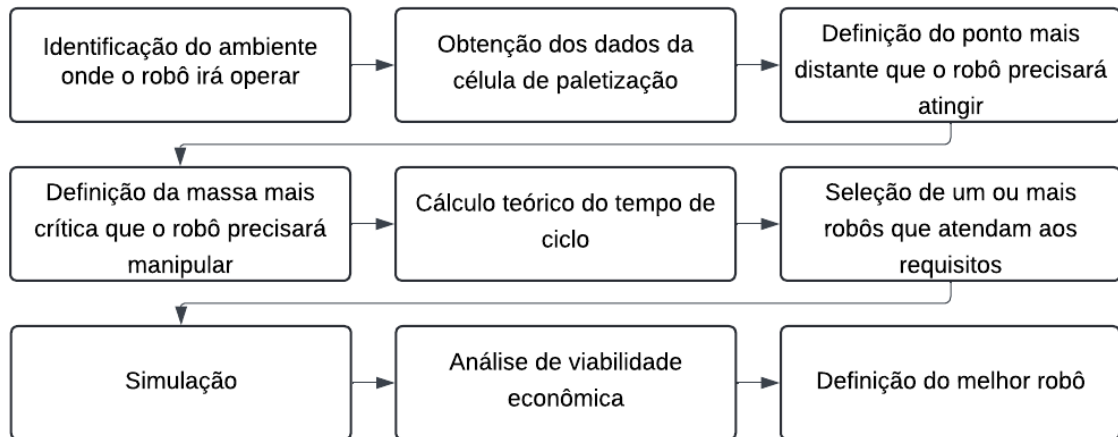 Identificação do ambiente
onde o robô irá operar
Obtenção dos dados da
célula de paletização
Definição do ponto mais
distante que o robô precisará
atingir
Definição da massa mais
crítica que o robô precisará
manipular
Cálculo teórico do tempo de
ciclo
Seleção de um ou mais
robôs que atendam aos
requisitos
Simulação
Análise de viabilidade
econômica
Definição do melhor robô